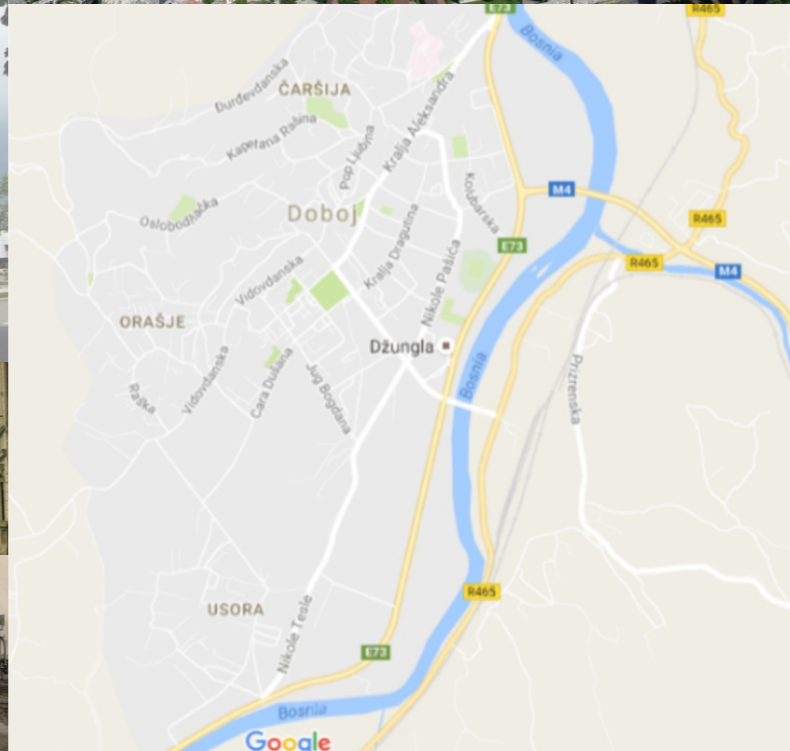 E73
R465
Bosnia
ČARŠIJA
Đurđevdanska
Kralja Aleksandra
Kapetana Rašina
Pop Ljubina
M4
Oslobodilačka
Kolubarska
R465
Doboj
Kralja Dragutina
E73
R465
M4
Vidovdanska
Nikole Pašića
ORAŠJE
Džungla
Bosnia
Prizrenska
Raška
Vidovdanska
Cara Dušana
Jug Bogdana
R465
USORA
Nikole Tesle
E73
Bosnia
Google